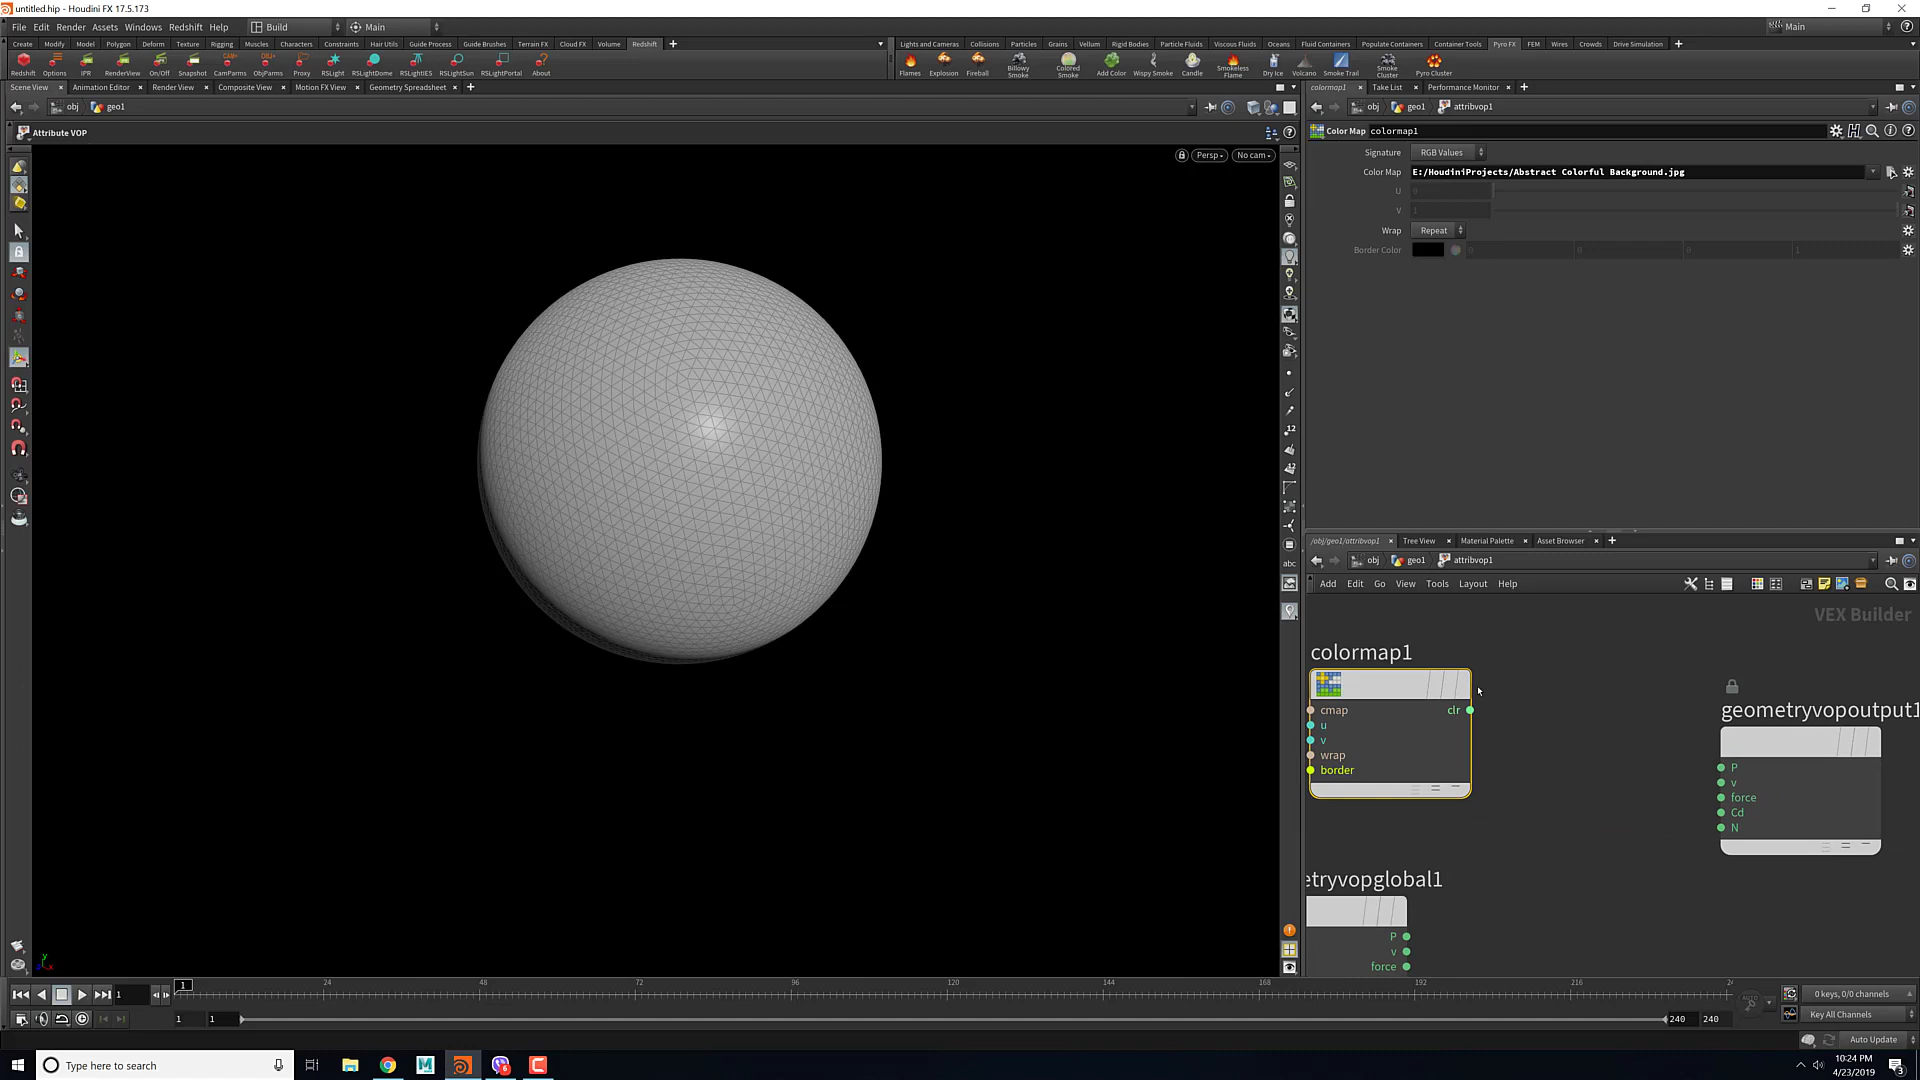 untitled.hip - Houdini FX 17.5.173
File Edit Render Assets Windows Redshift Help Build Main Main
Create Modify Model Polygon Deform Texture Rigging Muscles Characters Constraints Hair Utils Guide Process Guide Brushes Terrain FX Cloud FX Volume Redshift
Lights and Cameras Collisions Particles Grains Vellum Rigid Bodies Particle Fluids Viscous Fluids Oceans Fluid Containers Populate Containers Container Tools Pyro FX FEM Wires Crowds Drive Simulation
Redshift Options IPR RenderView On/Off Snapshot CamParms ObjParms Proxy RSLight RSLightDome RSLightIES RSLightSun RSLightPortal About
Flames Explosion Fireball Billowy Smoke Colored Smoke Add Color Wispy Smoke Candle Smokeless Flame Dry Ice Volcano Smoke Trail Smoke Cluster Pyro Cluster
Scene View Animation Editor Render View Composite View Motion FX View Geometry Spreadsheet
colormap1 Take List Performance Monitor
obj geo1
obj geo1 attribvop1
Attribute VOP
Color Map colormap1
Persp No cam
Signature RGB Values
Color Map E:/HoudiniProjects/Abstract Colorful Background.jpg
U 0
V 1
Wrap Repeat
Border Color 0 0 0 1
12
12
abc
/obj/geo1/attribvop1 Tree View Material Palette Asset Browser
obj geo1 attribvop1
Add Edit Go View Tools Layout Help
VEX Builder
colormap1
cmap clr
u
v
wrap
border
geometryvopoutput1
P
v
force
Cd
N
etryvopglobal1
P
v
force
y
1 24 48 72 96 120 144 168 192 216
1
0 keys, 0/0 channels
1 1 240 240
Key All Channels
Auto Update
Type here to search
10:24 PM
4/23/2019